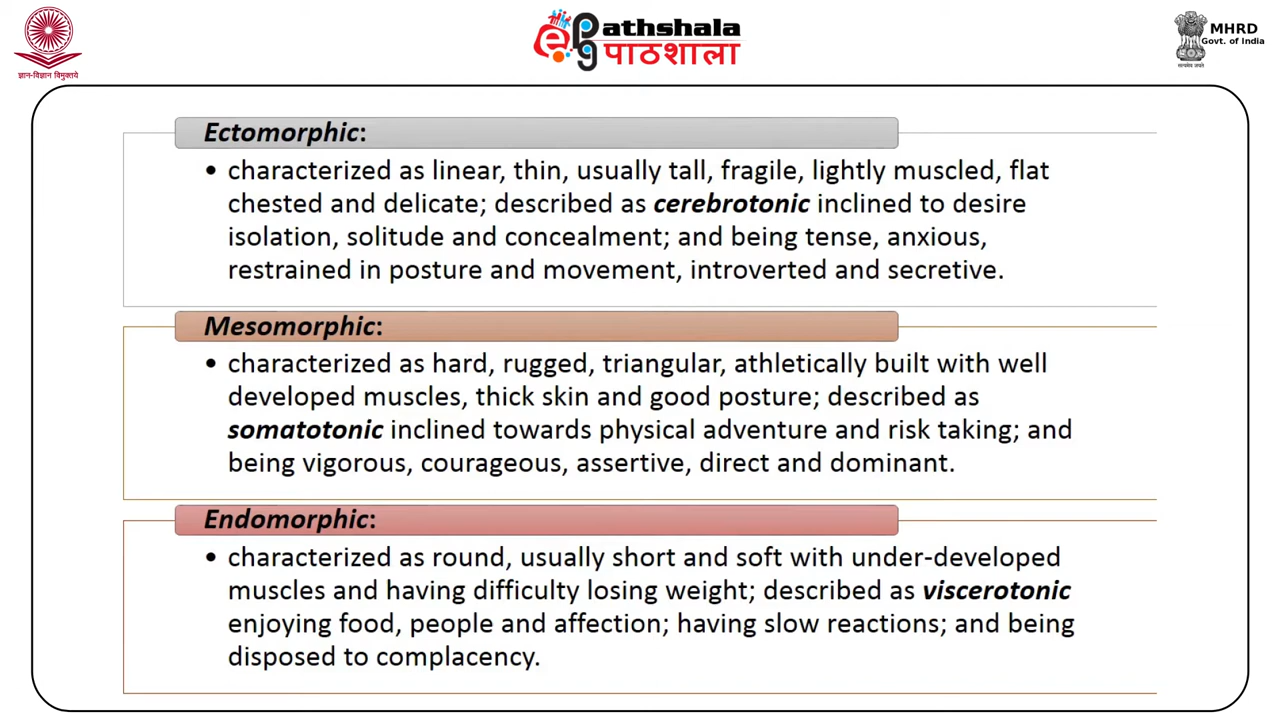 ज्ञान-विज्ञान विमुक्तये
epg
athshala
पाठशाला
सत्यमेव जयते
MHRD
Govt. of India
Ectomorphic:
• characterized as linear, thin, usually tall, fragile, lightly muscled, flat
chested and delicate; described as cerebrotonic inclined to desire
isolation, solitude and concealment; and being tense, anxious,
restrained in posture and movement, introverted and secretive.
Mesomorphic:
• characterized as hard, rugged, triangular, athletically built with well
developed muscles, thick skin and good posture; described as
somatotonic inclined towards physical adventure and risk taking; and
being vigorous, courageous, assertive, direct and dominant.
Endomorphic:
• characterized as round, usually short and soft with under-developed
muscles and having difficulty losing weight; described as viscerotonic
enjoying food, people and affection; having slow reactions; and being
disposed to complacency.